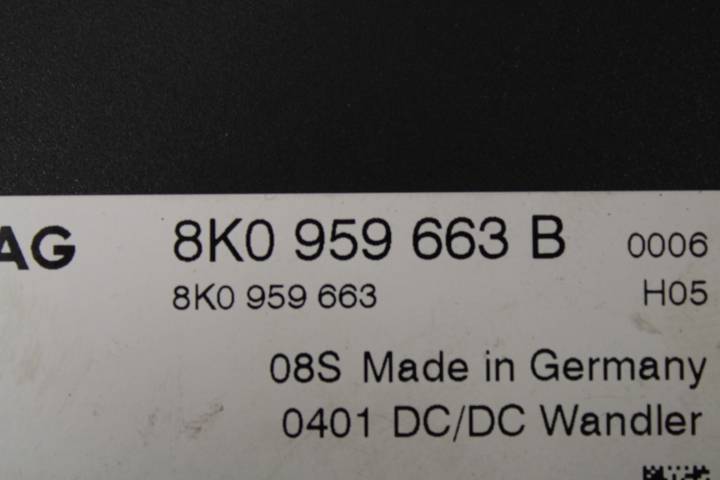 AG 8K0 959 663 B 0006
8K0 959 663 H05
08S Made in Germany
0401 DC/DC Wandler